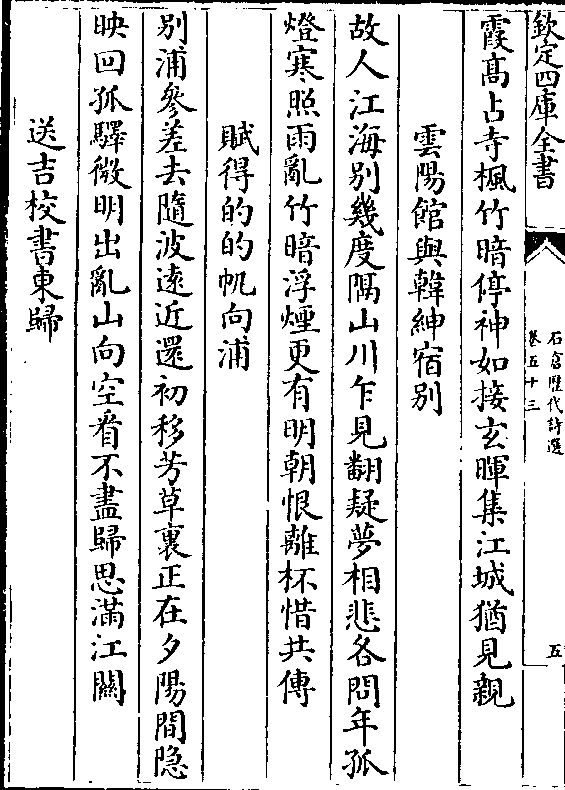 欽定四庫全書
石倉歷代詩選
卷五十三
五
霞髙占寺楓竹暗停神如接玄暉集江城猶見親
雲陽館與韓紳宿别
故人江海别幾度隔山川乍見翻疑夢相悲各問年孤
燈寒照雨亂竹暗浮煙更有明朝恨離杯惜共傳
賦得的的帆向浦
别浦參差去隨波逺近還初移芳草裏正在夕陽間隐
映回孤驛微明出亂山向空看不盡歸思滿江關
送吉校書東歸